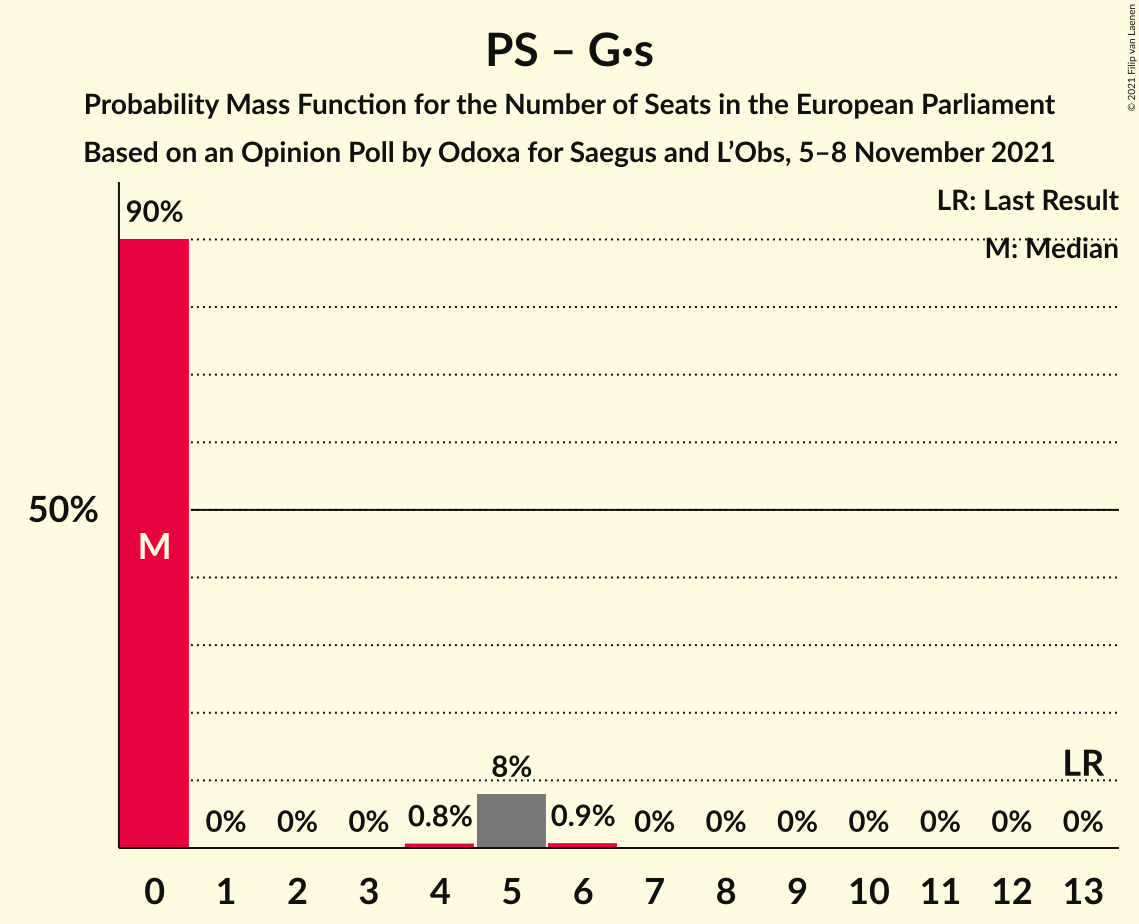 PS – G·s
Probability Mass Function for the Number of Seats in the European Parliament
Based on an Opinion Poll by Odoxa for Saegus and L’Obs, 5–8 November 2021
© 2021 Filip van Laenen
LR: Last Result
M: Median
90%
50%
M
8%
LR
0% 0% 0% 0.8% 0.9% 0% 0% 0% 0% 0% 0% 0%
0 1 2 3 4 5 6 7 8 9 10 11 12 13